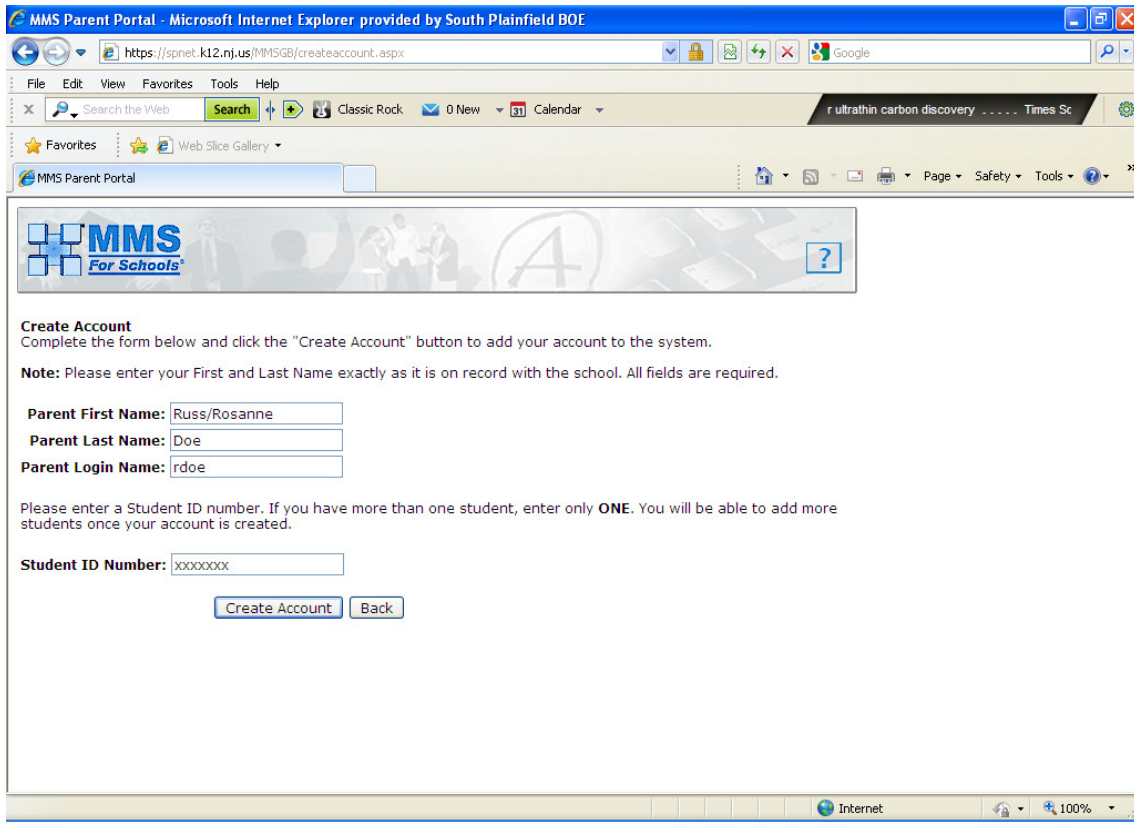 MMS Parent Portal - Microsoft Internet Explorer provided by South Plainfield BOE
https://spnet.k12.nj.us/MMSGB/createaccount.aspx
Google
File Edit View Favorites Tools Help
X Search the Web Search Classic Rock 0 New 31 Calendar r ultrathin carbon discovery . . . . . Times Sc
Favorites Web Slice Gallery
MMS Parent Portal
Page Safety Tools »
MMS
For Schools
A
?
Create Account
Complete the form below and click the "Create Account" button to add your account to the system.
Note: Please enter your First and Last Name exactly as it is on record with the school. All fields are required.
Parent First Name: Russ/Rosanne
Parent Last Name: Doe
Parent Login Name: rdoe
Please enter a Student ID number. If you have more than one student, enter only ONE. You will be able to add more
students once your account is created.
Student ID Number: xxxxxxx
Create Account Back
Internet 100%